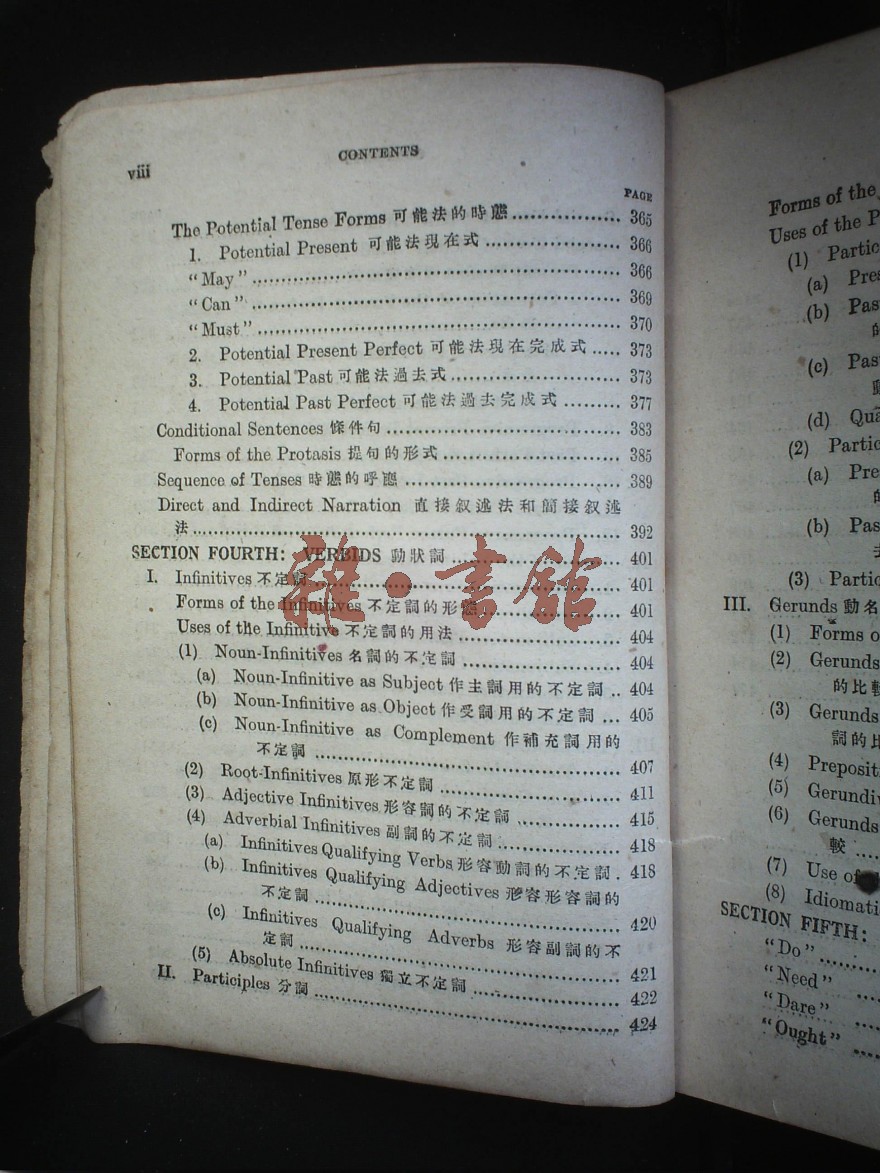 viii
CONTENTS
PAGE
The Potential Tense Forms 可能法的時態 ................ 365
1. Potential Present 可能法現在式 .................... 366
"May" ...................................................... 366
"Can" ...................................................... 369
"Must" ..................................................... 370
2. Potential Present Perfect 可能法現在完成式 ..... 373
3. Potential Past 可能法過去式 ......................... 373
4. Potential Past Perfect 可能法過去完成式 ......... 377
Conditional Sentences 條件句 ................................... 383
Forms of the Protasis 提句的形式 .......................... 385
Sequence of Tenses 時態的呼應 ................................ 389
Direct and Indirect Narration 直接叙述法和間接叙述
法 ............................................................. 392
SECTION FOURTH: VERBIDS 動狀詞 ......................... 401
I. Infinitives 不定詞 .............................................. 401
Forms of the Infinitives 不定詞的形態 .................... 401
Uses of the Infinitive 不定詞的用法 ........................ 404
(1) Noun-Infinitives 名詞的不定詞 ........................ 404
(a) Noun-Infinitive as Subject 作主詞用的不定詞 .. 404
(b) Noun-Infinitive as Object 作受詞用的不定詞 ... 405
(c) Noun-Infinitive as Complement 作補充詞用的
不定詞 ............................................. 407
(2) Root-Infinitives 原形不定詞 ........................... 411
(3) Adjective Infinitives 形容詞的不定詞 ............... 415
(4) Adverbial Infinitives 副詞的不定詞 .................. 418
(a) Infinitives Qualifying Verbs 形容動詞的不定詞 . 418
(b) Infinitives Qualifying Adjectives 形容形容詞的
不定詞 ............................................. 420
(c) Infinitives Qualifying Adverbs 形容副詞的不
定詞 ................................................ 421
(5) Absolute Infinitives 獨立不定詞 ...................... 422
II. Participles 分詞 ................................................ 424
雜·書館
Forms of the
Uses of the
(1) Partic
(a) Pres
(b) Pas
(c) Pas
(d) Qua
(2) Partic
(a) Pre
的
(b) Pas
去
(3) Partic
III. Gerunds 動名
(1) Forms o
(2) Gerunds
的比較
(3) Gerunds
詞的比
(4) Preposit
(5) Gerundi
(6) Gerunds
較 ....
(7) Use of
(8) Idiomati
SECTION FIFTH:
"Do" ..........
"Need" ....
"Dare" ....
"Ought" ....